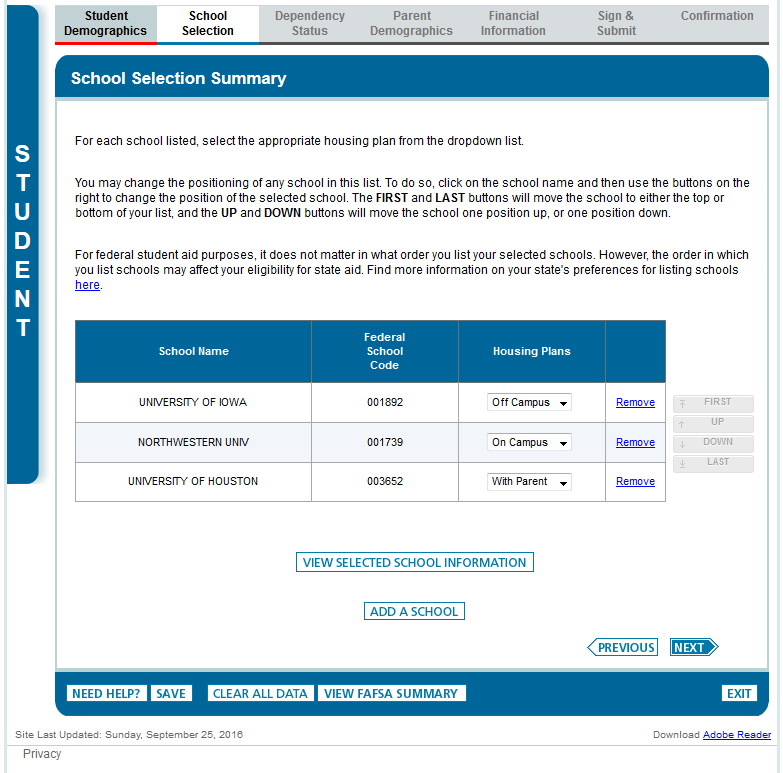 Student
Demographics
School
Selection
Dependency
Status
Parent
Demographics
Financial
Information
Sign &
Submit
Confirmation
STUDENT
School Selection Summary
For each school listed, select the appropriate housing plan from the dropdown list.
You may change the positioning of any school in this list. To do so, click on the school name and then use the buttons on the
right to change the position of the selected school. The FIRST and LAST buttons will move the school to either the top or
bottom of your list, and the UP and DOWN buttons will move the school one position up, or one position down.
For federal student aid purposes, it does not matter in what order you list your selected schools. However, the order in which
you list schools may affect your eligibility for state aid. Find more information on your state's preferences for listing schools
here.
School Name
Federal
School
Code
Housing Plans
UNIVERSITY OF IOWA 001892 Off Campus Remove
NORTHWESTERN UNIV 001739 On Campus Remove
UNIVERSITY OF HOUSTON 003652 With Parent Remove
FIRST
UP
DOWN
LAST
VIEW SELECTED SCHOOL INFORMATION
ADD A SCHOOL
PREVIOUS NEXT
NEED HELP? SAVE CLEAR ALL DATA VIEW FAFSA SUMMARY EXIT
Site Last Updated: Sunday, September 25, 2016 Download Adobe Reader
Privacy